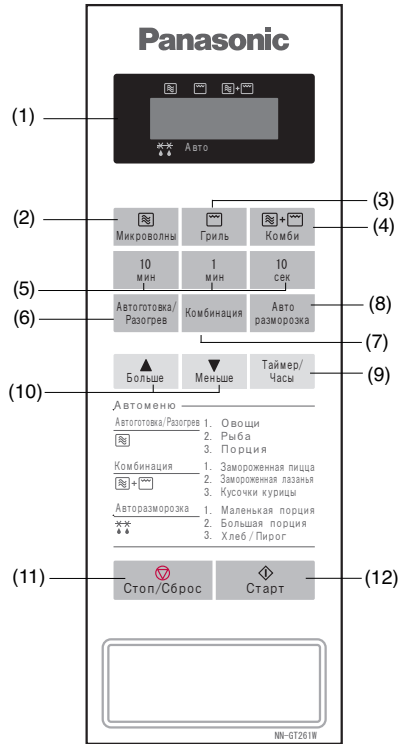 Panasonic
(1)
Авто
(3)
(2)
(4)
Микроволны
Гриль
Комби
10 мин
1 мин
10 сек
(5)
(6)
(8)
Автоготовка/
Разогрев
Комбинация
Авто
разморозка
(7)
Больше
Меньше
Таймер/
Часы
(9)
(10)
Автоменю
Автоготовка/Разогрев 1. Овощи
2. Рыба
3. Порция
Комбинация 1. Замороженная пицца
2. Замороженная лазанья
3. Кусочки курицы
Авторазморозка 1. Маленькая порция
2. Большая порция
3. Хлеб/Пирог
(11)
Стоп/Сброс
Старт
(12)
NN-GT261W